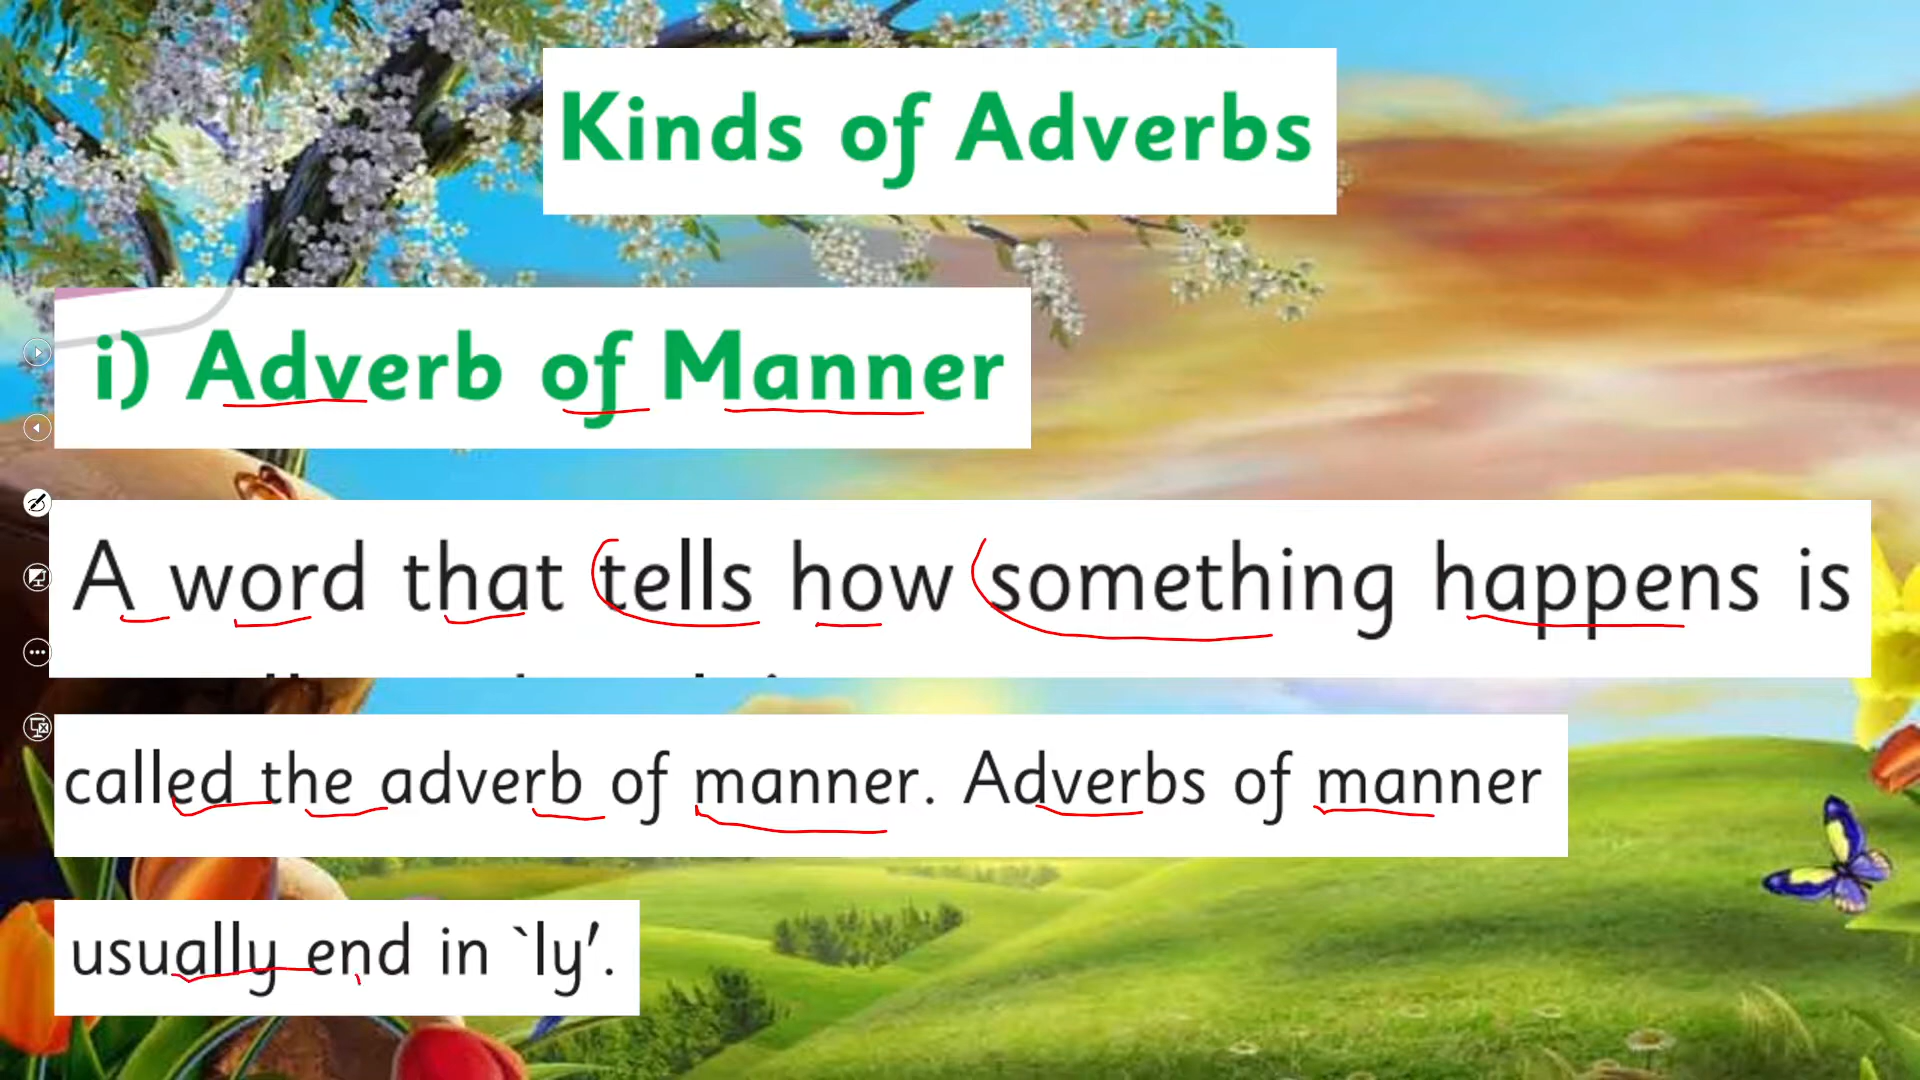 Kinds of Adverbs
i) Adverb of Manner
A word that tells how something happens is
called the adverb of manner. Adverbs of manner
usually end in `ly′.